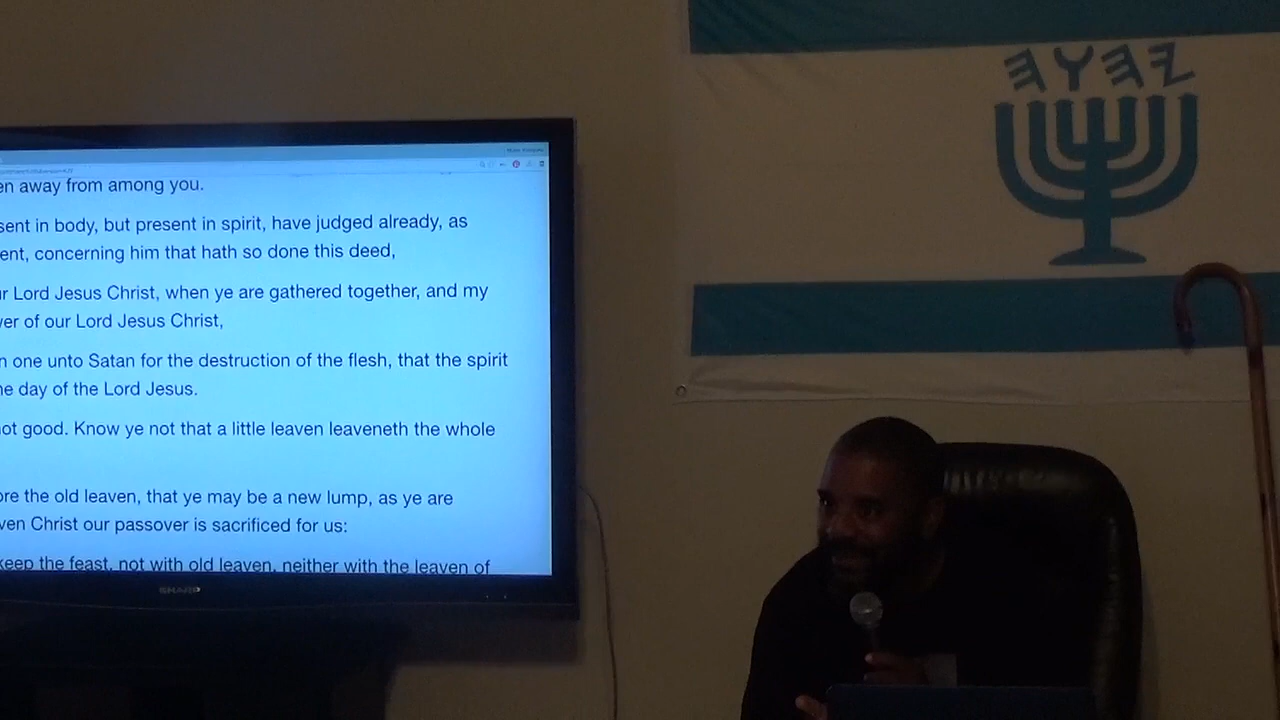 en away from among you.
sent in body, but present in spirit, have judged already, as
ent, concerning him that hath so done this deed,
r Lord Jesus Christ, when ye are gathered together, and my
ver of our Lord Jesus Christ,
n one unto Satan for the destruction of the flesh, that the spirit
he day of the Lord Jesus.
not good. Know ye not that a little leaven leaveneth the whole
ore the old leaven, that ye may be a new lump, as ye are
ven Christ our passover is sacrificed for us:
keep the feast, not with old leaven, neither with the leaven of
SHARP
𐤉𐤄𐤅𐤄